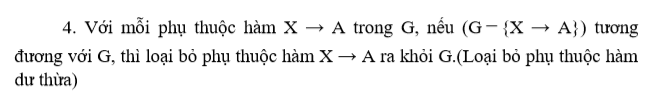 4. Với mỗi phụ thuộc hàm X → A trong G, nếu (G − {X → A}) tương
đương với G, thì loại bỏ phụ thuộc hàm X → A ra khỏi G.(Loại bỏ phụ thuộc hàm
dư thừa)